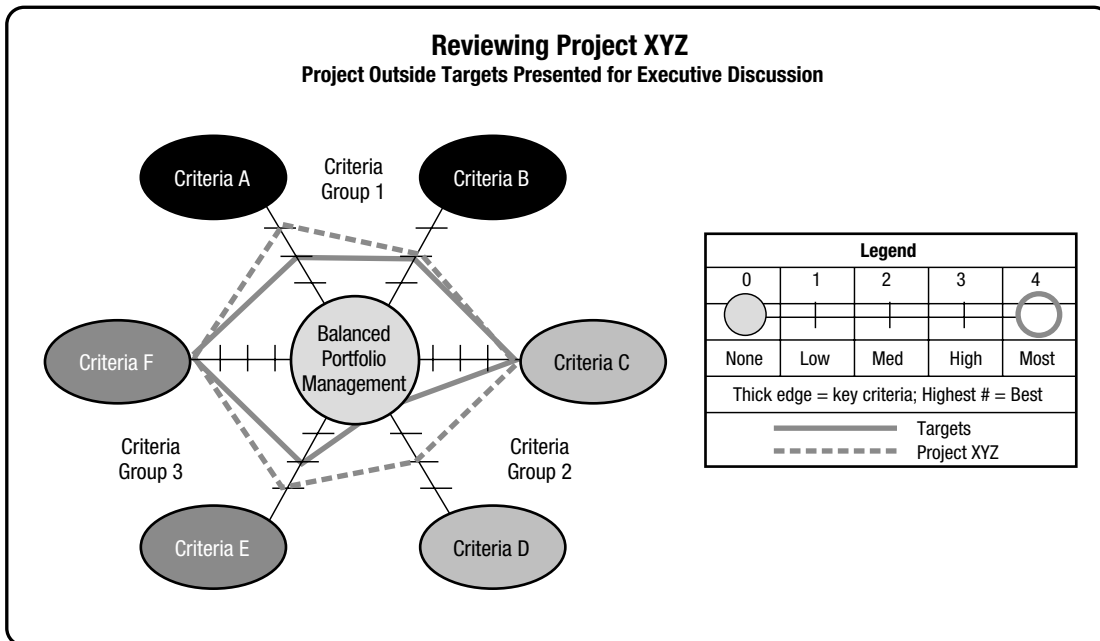 Reviewing Project XYZ
Project Outside Targets Presented for Executive Discussion
Criteria A
Criteria
Group 1
Criteria B
Criteria F
Balanced
Portfolio
Management
Criteria C
Criteria
Group 3
Criteria
Group 2
Criteria E
Criteria D
Legend
0 1 2 3 4
None Low Med High Most
Thick edge = key criteria; Highest # = Best
Targets
Project XYZ